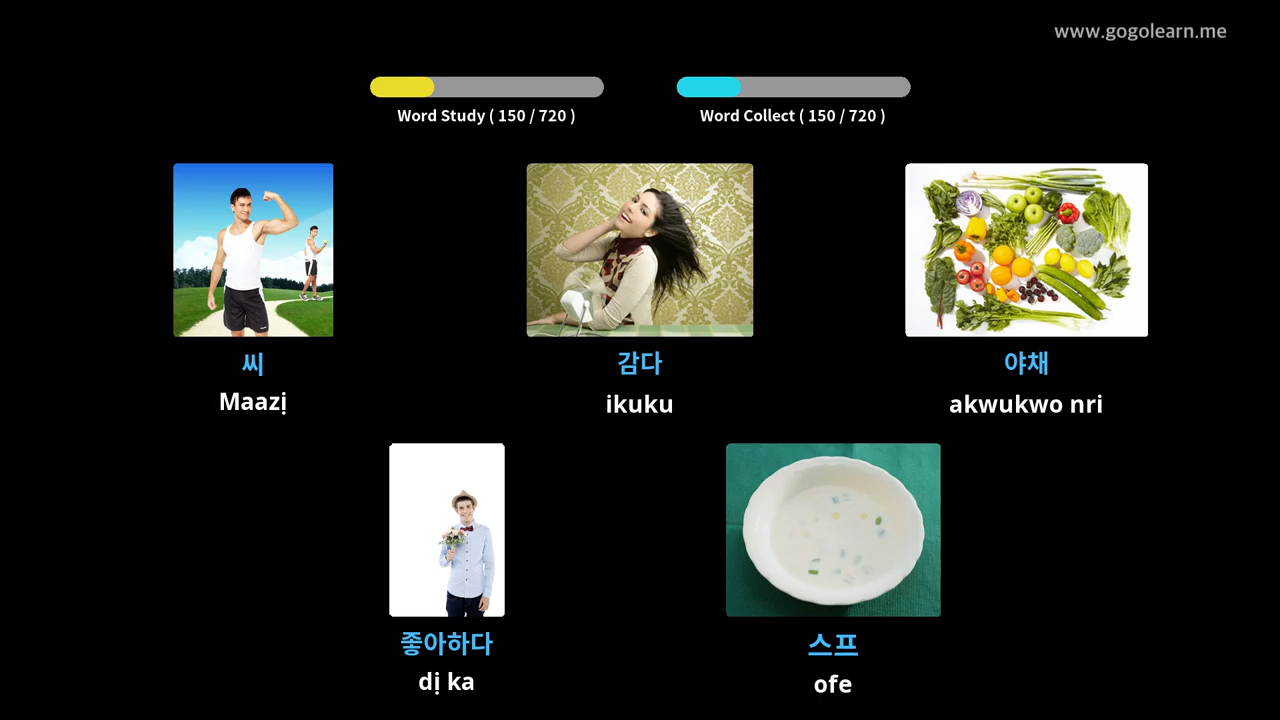 www.gogolearn.me
Word Study ( 150 / 720 )
Word Collect ( 150 / 720 )
씨
Maazị
감다
ikuku
야채
akwukwo nri
좋아하다
dị ka
스프
ofe